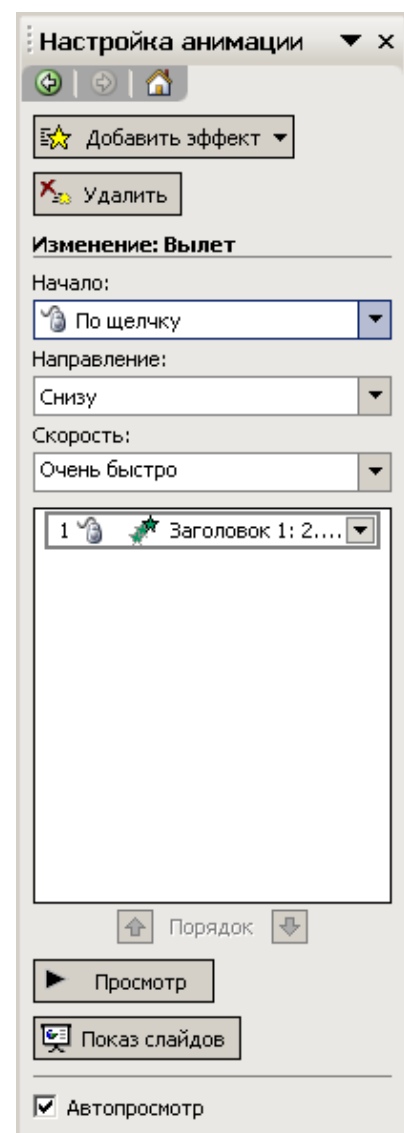 Настройка анимации
Добавить эффект
Удалить
Изменение: Вылет
Начало:
По щелчку
Направление:
Снизу
Скорость:
Очень быстро
1 Заголовок 1: 2....
Порядок
Просмотр
Показ слайдов
Автопросмотр